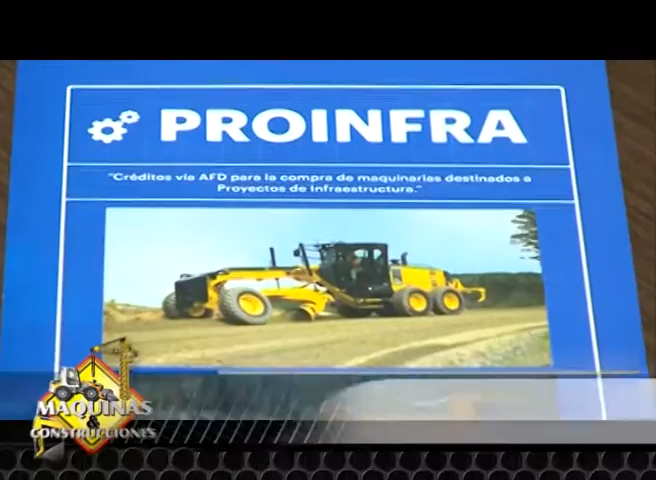 PROINFRA
"Créditos vía AFD para la compra de maquinarias destinados a
Proyectos de Infraestructura."
MAQUINAS
CONSTRUCCIONES